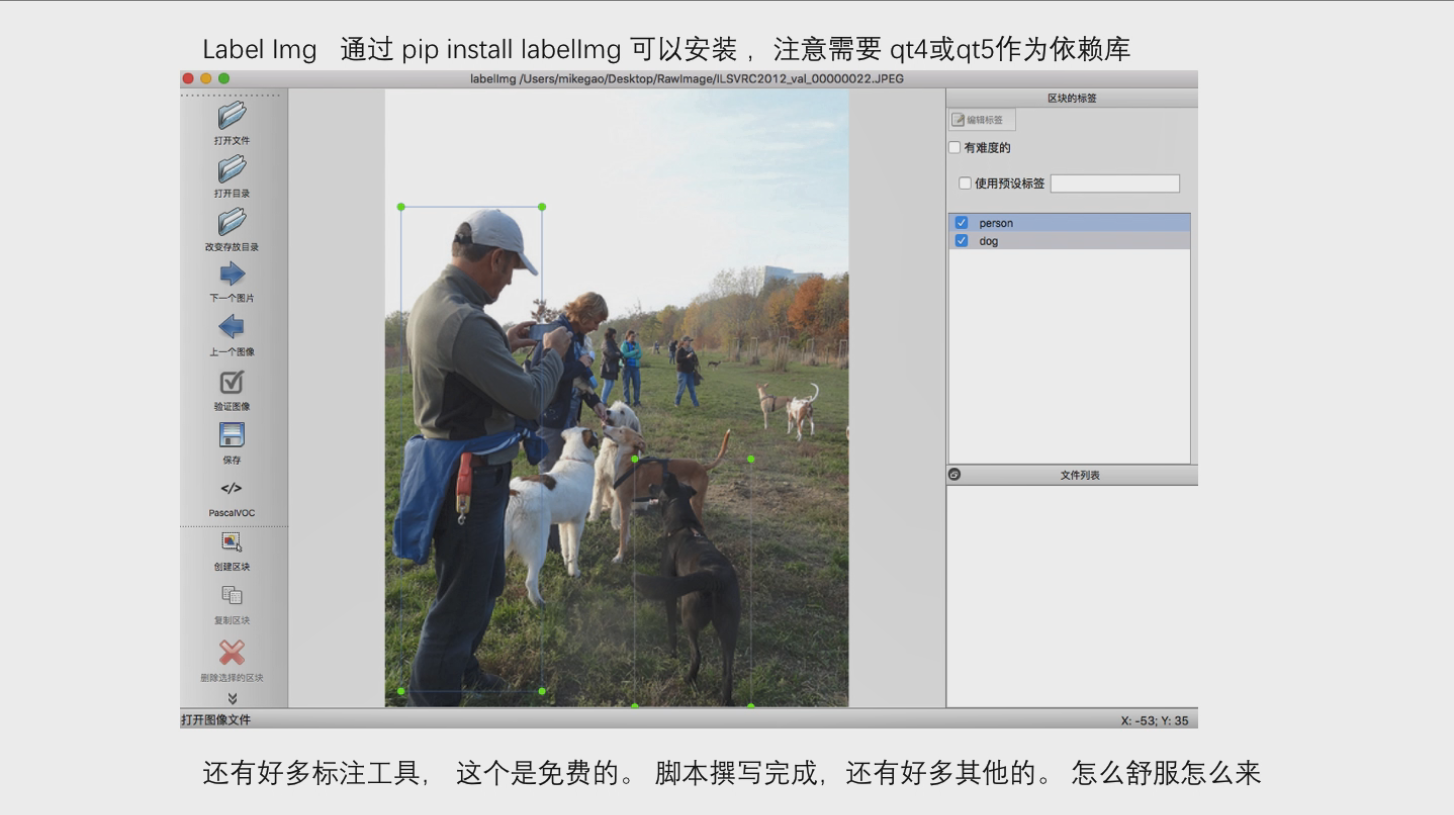 Label Img 通过 pip install labelImg 可以安装 ，注意需要 qt4或qt5作为依赖库
labelImg /Users/mikegao/Desktop/RawImage/ILSVRC2012_val_00000022.JPEG
打开文件
打开目录
改变存放目录
下一个图片
上一个图像
验证图像
保存
</>
PascalVOC
创建区块
复制区块
删除选择的区块
区块的标签
编辑标签
有难度的
使用预设标签
person
dog
文件列表
打开图像文件
X: -53; Y: 35
还有好多标注工具， 这个是免费的。 脚本撰写完成，还有好多其他的。 怎么舒服怎么来